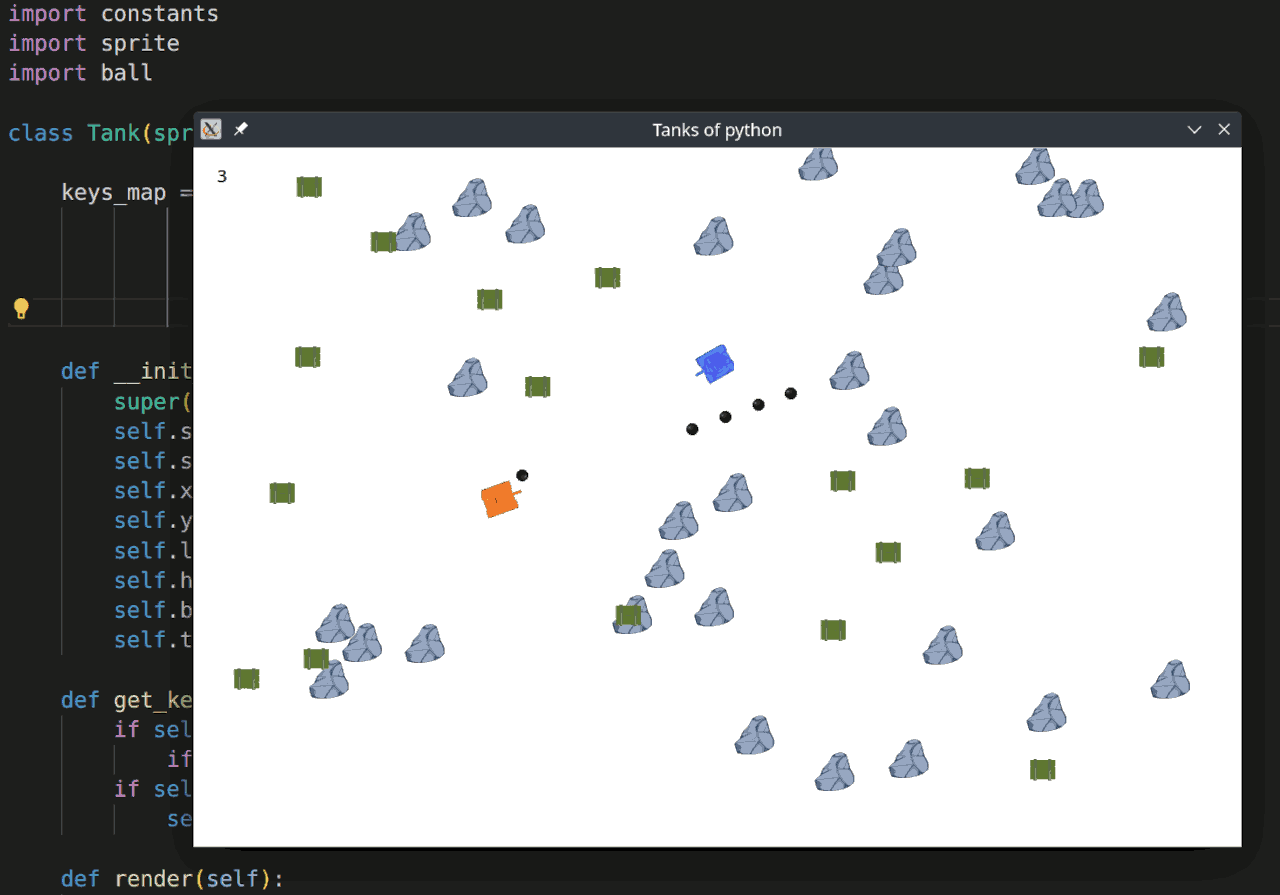 import constants
import sprite
import ball
class Tank(spr
Tanks of python
3
keys_map =
def __init
super(
self.s
self.s
self.x
self.y
self.l
self.h
self.b
self.t
def get_ke
if sel
if
if sel
se
def render(self):